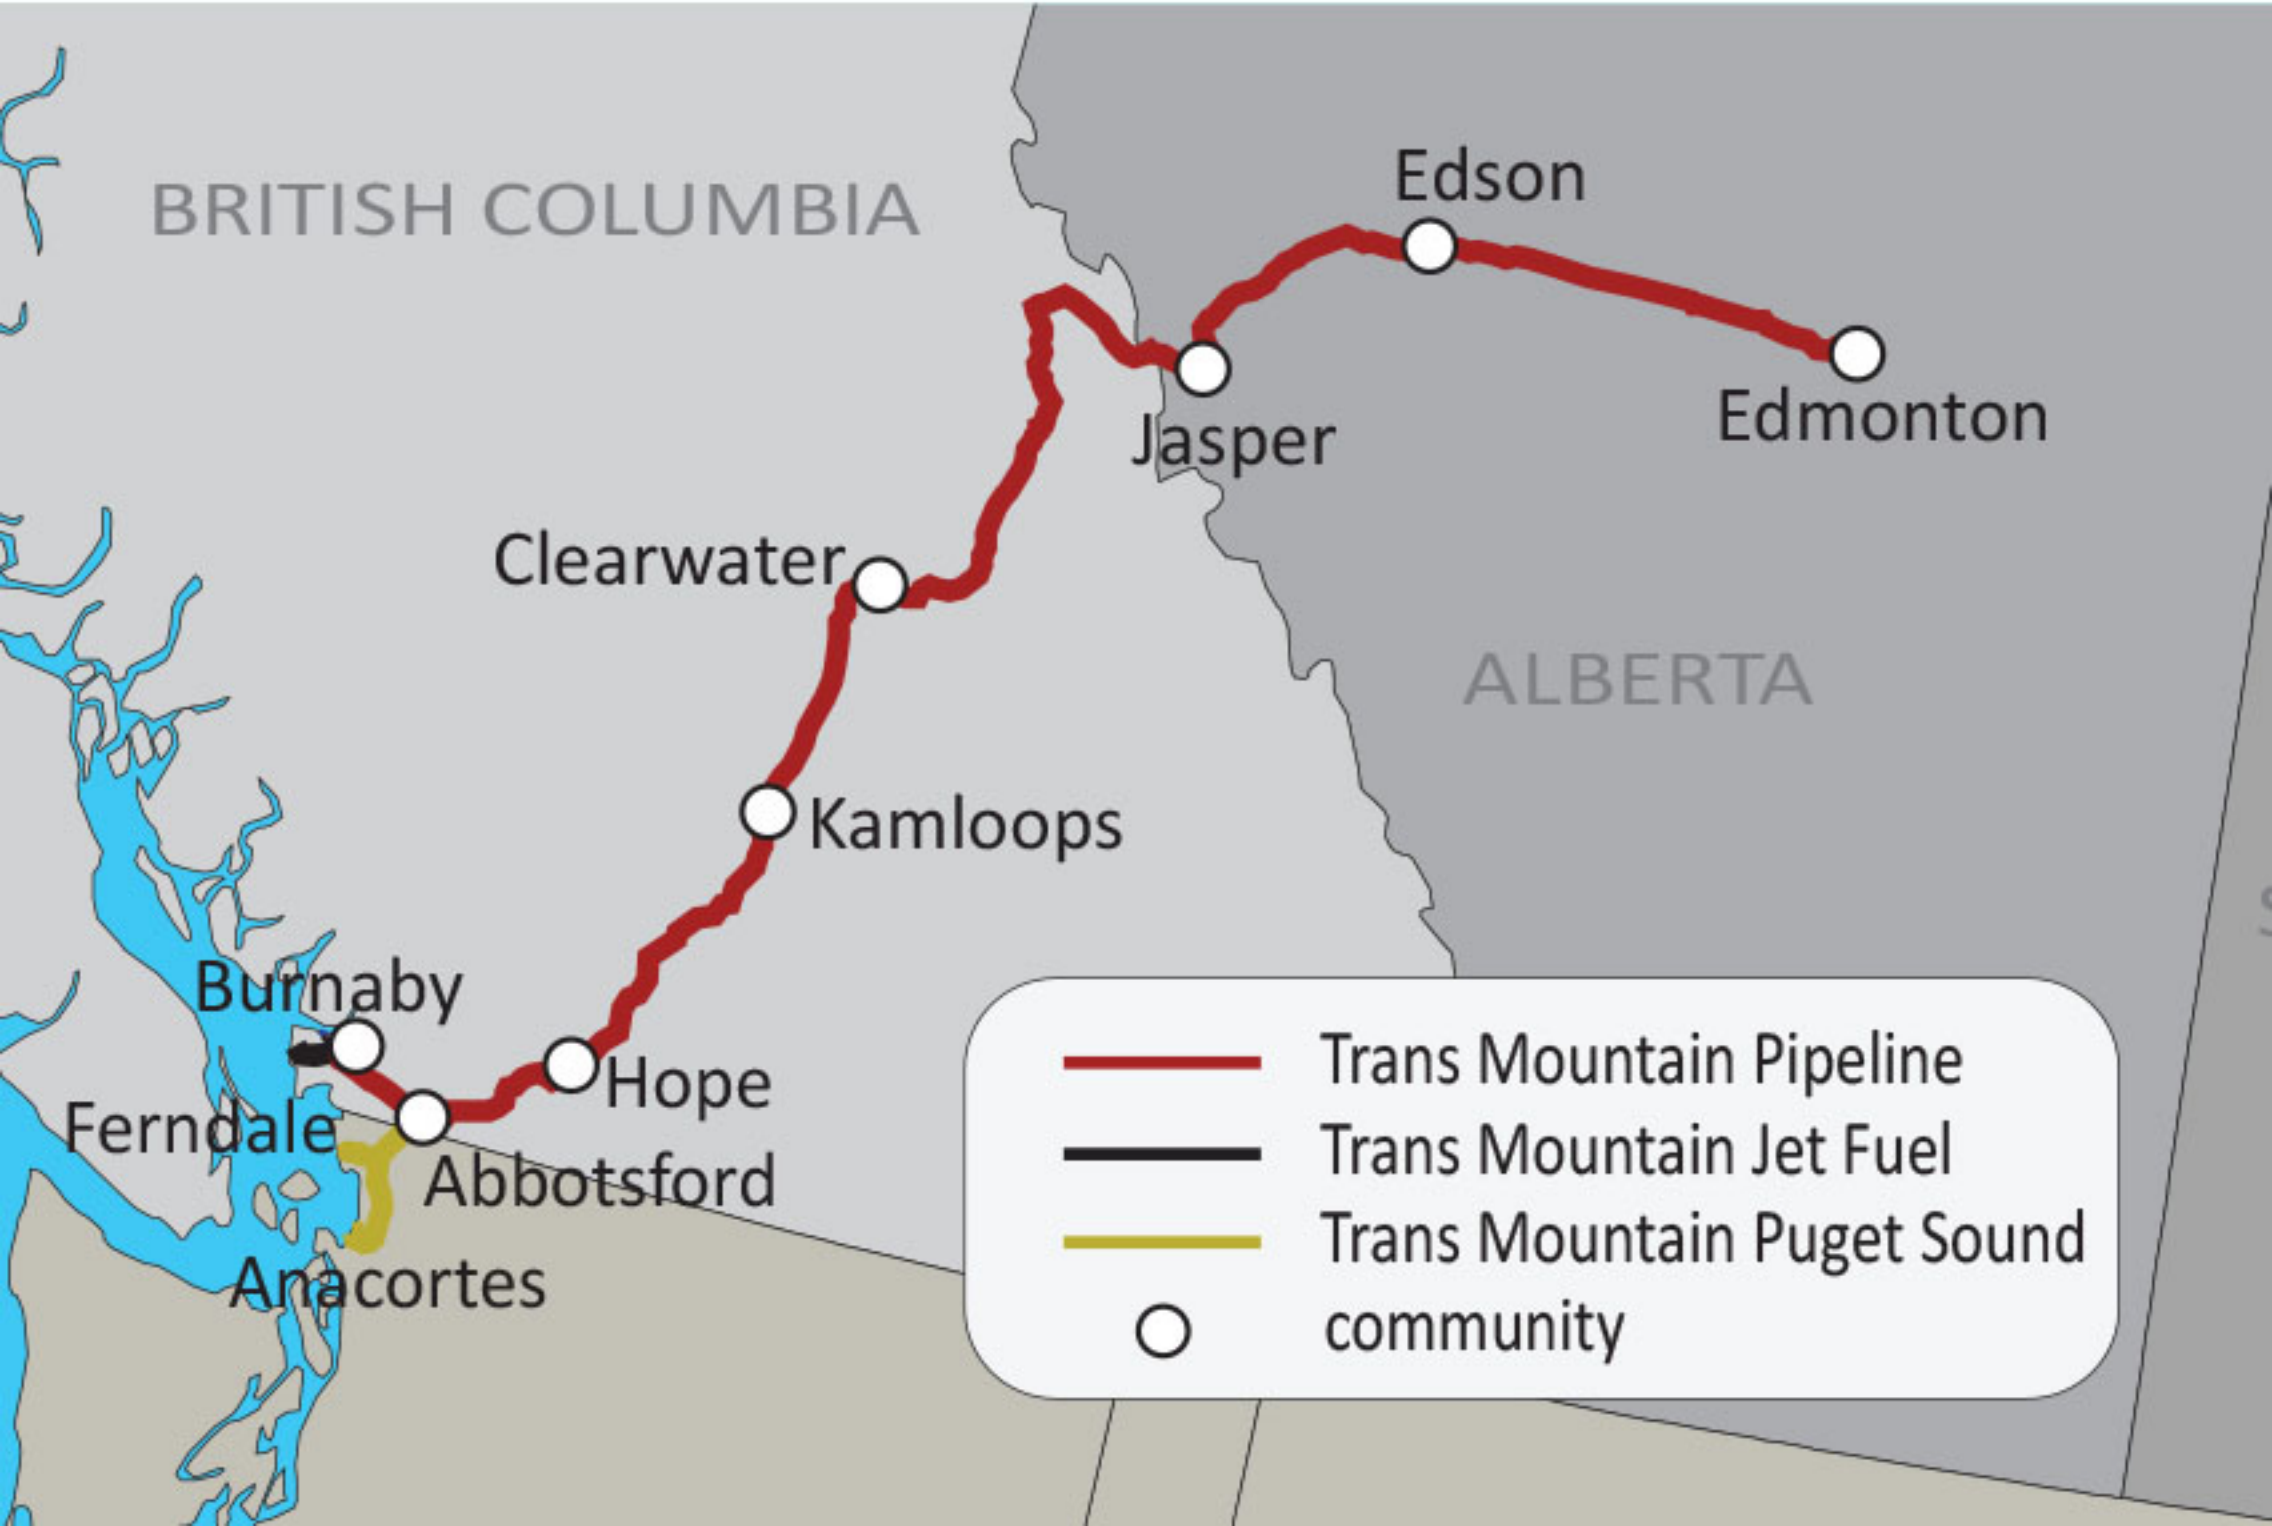 Edson
BRITISH COLUMBIA
Edmonton
Jasper
Clearwater
ALBERTA
Kamloops
Burnaby
Hope
Ferndale
Abbotsford
Anacortes
Trans Mountain Pipeline
Trans Mountain Jet Fuel
Trans Mountain Puget Sound
community